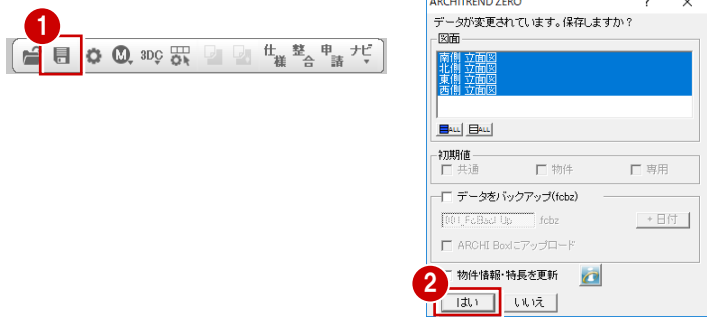 1
3DC
仕様
整合
申請
ナビ
ARCHITREND ZERO
データが変更されています。保存しますか？
図面
南側 立面図
北側 立面図
東側 立面図
西側 立面図
ALL ALL
初期値
共通 物件 専用
データをバックアップ(fcbz)
.fcbz +日付
ARCHI Boxにアップロード
物件情報・特長を更新
2
はい いいえ